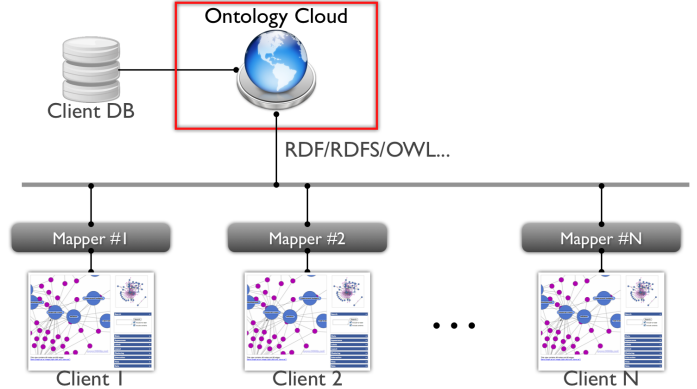 Ontology Cloud
Client DB
RDF/RDFS/OWL...
Mapper #1
Mapper #2
Mapper #N
...
Client 1
Client 2
Client N